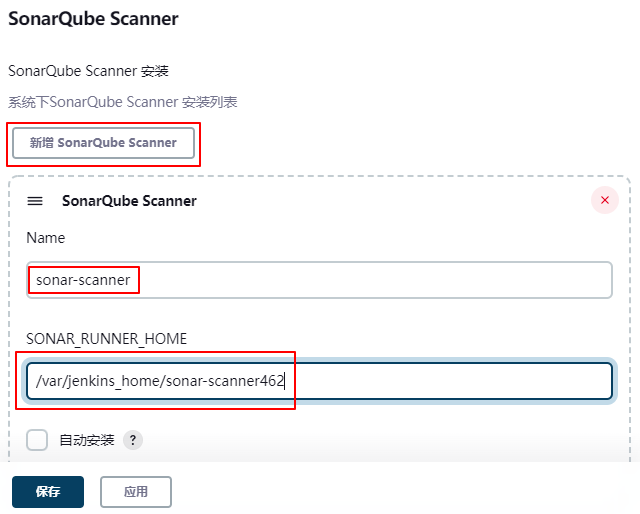 SonarQube Scanner
SonarQube Scanner 安装
系统下SonarQube Scanner 安装列表
新增 SonarQube Scanner
SonarQube Scanner
Name
sonar-scanner
SONAR_RUNNER_HOME
/var/jenkins_home/sonar-scanner462
自动安装 ?
保存 应用